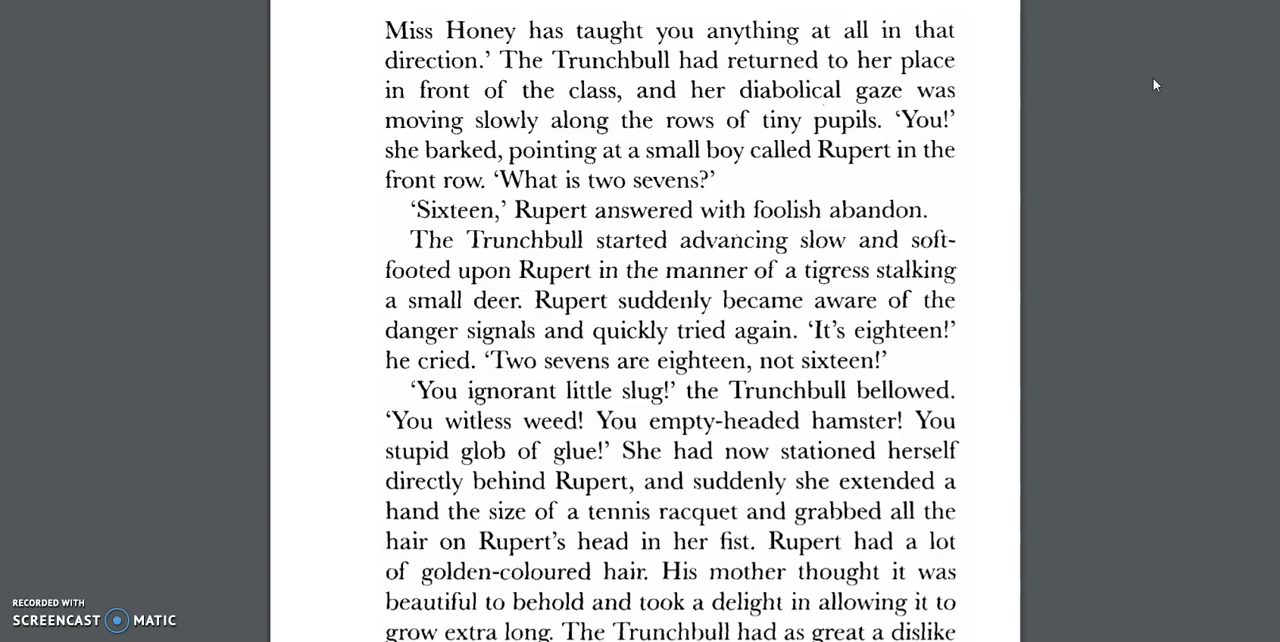 Miss Honey has taught you anything at all in that
direction.’ The Trunchbull had returned to her place
in front of the class, and her diabolical gaze was
moving slowly along the rows of tiny pupils. ‘You!’
she barked, pointing at a small boy called Rupert in the
front row. ‘What is two sevens?’
‘Sixteen,’ Rupert answered with foolish abandon.
The Trunchbull started advancing slow and soft-
footed upon Rupert in the manner of a tigress stalking
a small deer. Rupert suddenly became aware of the
danger signals and quickly tried again. ‘It’s eighteen!’
he cried. ‘Two sevens are eighteen, not sixteen!’
‘You ignorant little slug!’ the Trunchbull bellowed.
‘You witless weed! You empty-headed hamster! You
stupid glob of glue!’ She had now stationed herself
directly behind Rupert, and suddenly she extended a
hand the size of a tennis racquet and grabbed all the
hair on Rupert’s head in her fist. Rupert had a lot
of golden-coloured hair. His mother thought it was
beautiful to behold and took a delight in allowing it to
grow extra long. The Trunchbull had as great a dislike
RECORDED WITH
SCREENCAST MATIC